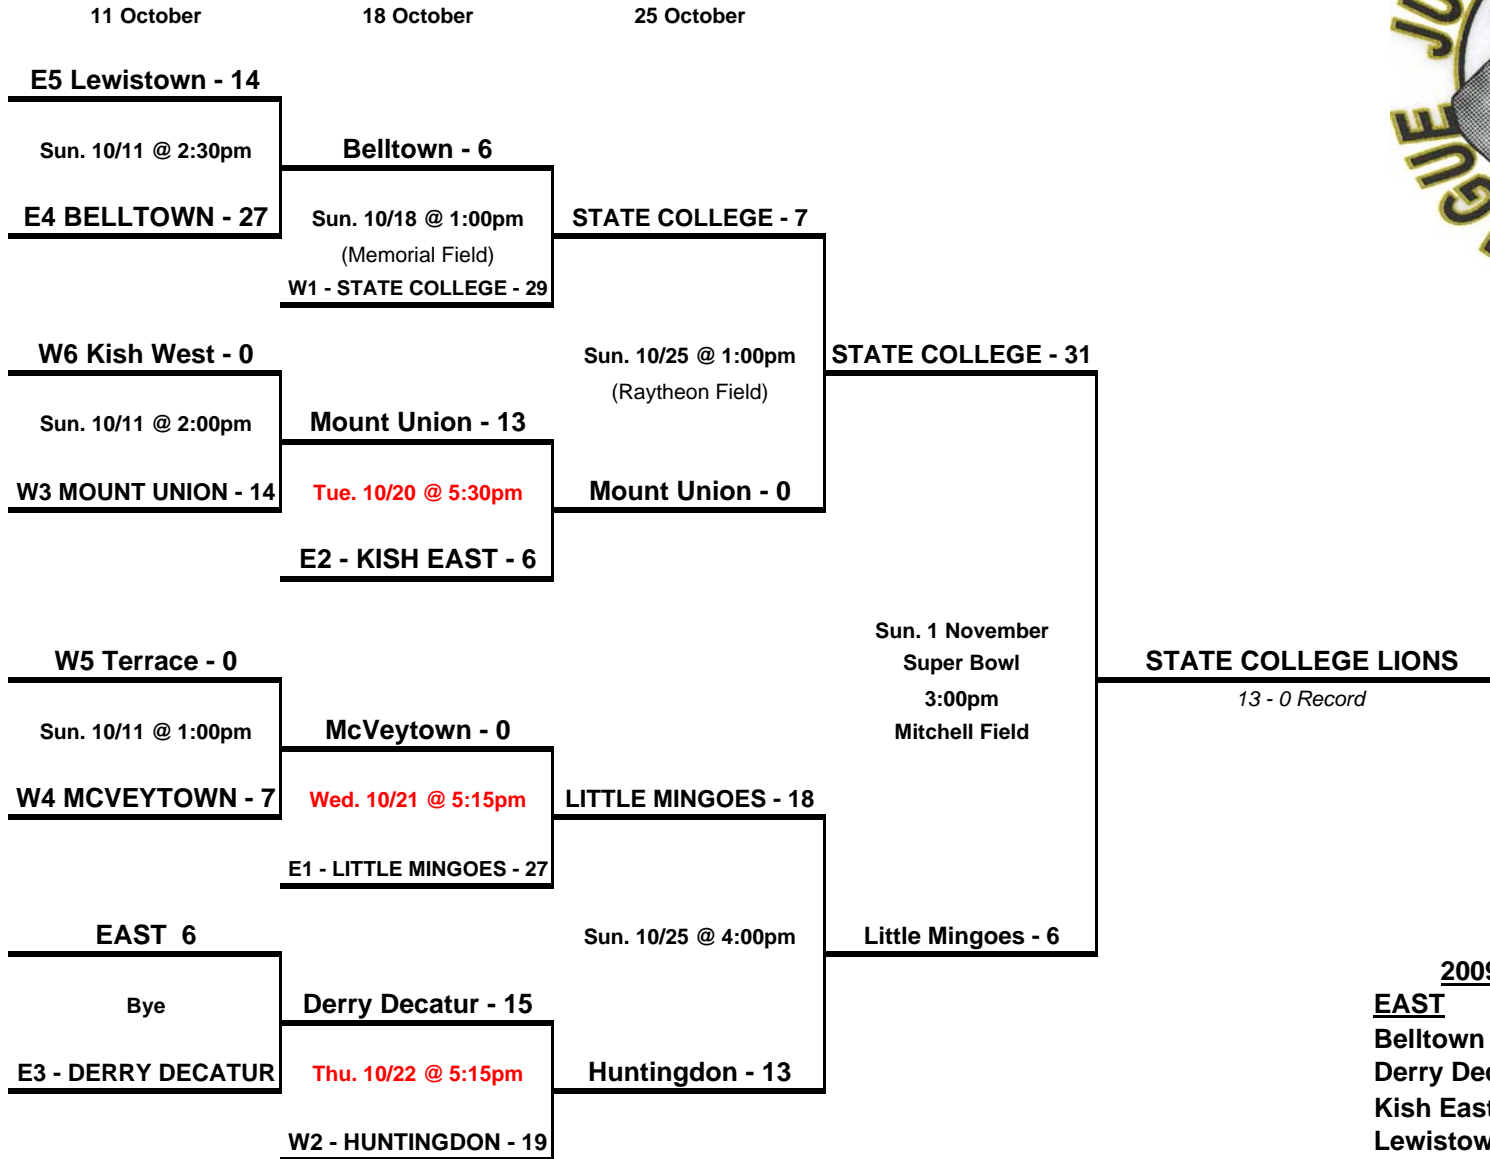 11 October
18 October
25 October
E5 Lewistown - 14
Sun. 10/11 @ 2:30pm
E4 BELLTOWN - 27
Belltown - 6
Sun. 10/18 @ 1:00pm
(Memorial Field)
W1 - STATE COLLEGE - 29
STATE COLLEGE - 7
W6 Kish West - 0
Sun. 10/11 @ 2:00pm
W3 MOUNT UNION - 14
Mount Union - 13
Tue. 10/20 @ 5:30pm
E2 - KISH EAST - 6
Sun. 10/25 @ 1:00pm
(Raytheon Field)
Mount Union - 0
STATE COLLEGE - 31
W5 Terrace - 0
Sun. 10/11 @ 1:00pm
W4 MCVEYTOWN - 7
McVeytown - 0
Wed. 10/21 @ 5:15pm
E1 - LITTLE MINGOES - 27
LITTLE MINGOES - 18
Sun. 1 November
Super Bowl
3:00pm
Mitchell Field
STATE COLLEGE LIONS
13 - 0 Record
EAST 6
Bye
E3 - DERRY DECATUR
Derry Decatur - 15
Thu. 10/22 @ 5:15pm
W2 - HUNTINGDON - 19
Sun. 10/25 @ 4:00pm
Huntingdon - 13
Little Mingoes - 6
2009
EAST
Belltown
Derry Dec
Kish East
Lewistow